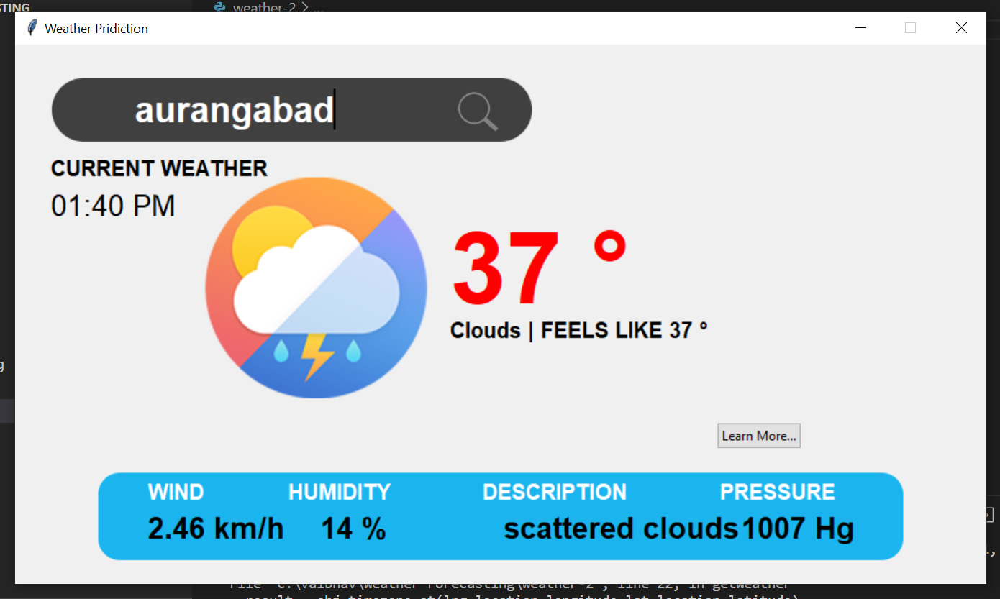 STING
weather-2 > ...
Weather Pridiction
aurangabad
CURRENT WEATHER
01:40 PM
37 °
Clouds | FEELS LIKE 37 °
Learn More...
WIND HUMIDITY DESCRIPTION PRESSURE
2.46 km/h 14 % scattered clouds 1007 Hg